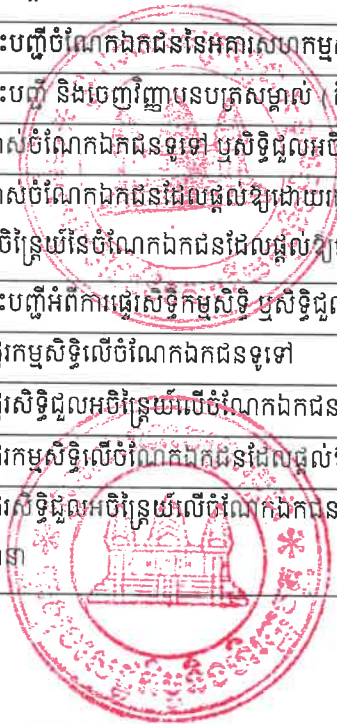 ះបញ្ជីចំណែកឯកជននៃអគារសហកម្ម
ះបញ្ជី និងចេញវិញ្ញាបនបត្រសម្គាល់ (
ាស់ចំណែកឯកជនទូទៅ ឬសិទ្ធិជួលអចិ
ាស់ចំណែកឯកជនដែលផ្តល់ឱ្យដោយ
ចិន្ត្រៃយ៍នៃចំណែកឯកជនដែលផ្តល់ឱ្យ
ះបញ្ជីអំពីការផ្ទេរសិទ្ធិកម្មសិទ្ធិ ឬសិទ្ធិជួល
រកម្មសិទ្ធិលើចំណែកឯកជនទូទៅ
រសិទ្ធិជួលអចិន្ត្រៃយ៍លើចំណែកឯកជន
រកម្មសិទ្ធិលើចំណែកឯកជនដែលផ្តល់
រសិទ្ធិជួលអចិន្ត្រៃយ៍លើចំណែកឯកជន
ានា